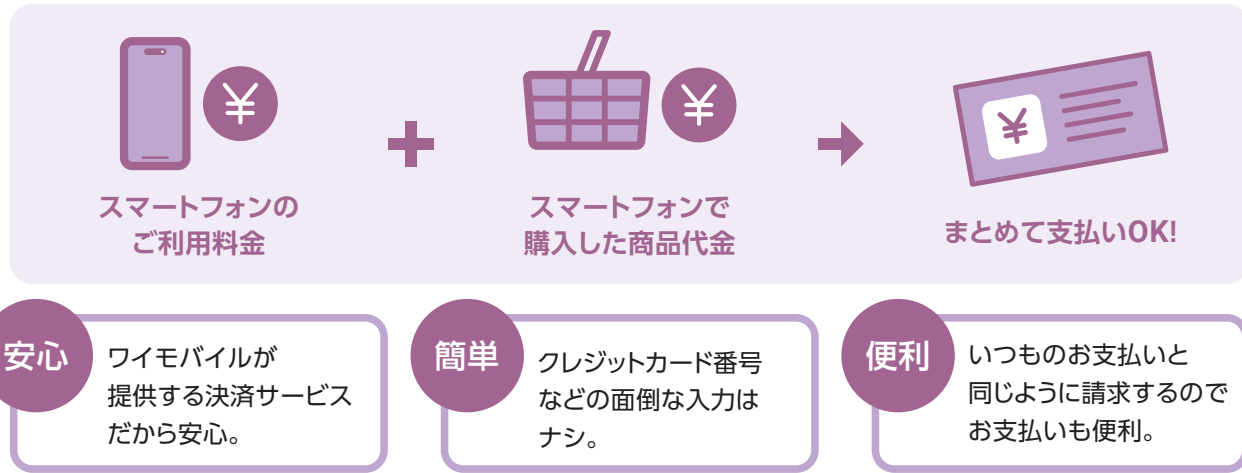 ¥
¥
¥
スマートフォンの
ご利用料金
スマートフォンで
購入した商品代金
まとめて支払いOK!
安心
ワイモバイルが
提供する決済サービス
だから安心。
簡単
クレジットカード番号
などの面倒な入力は
ナシ。
便利
いつものお支払いと
同じように請求するので
お支払いも便利。